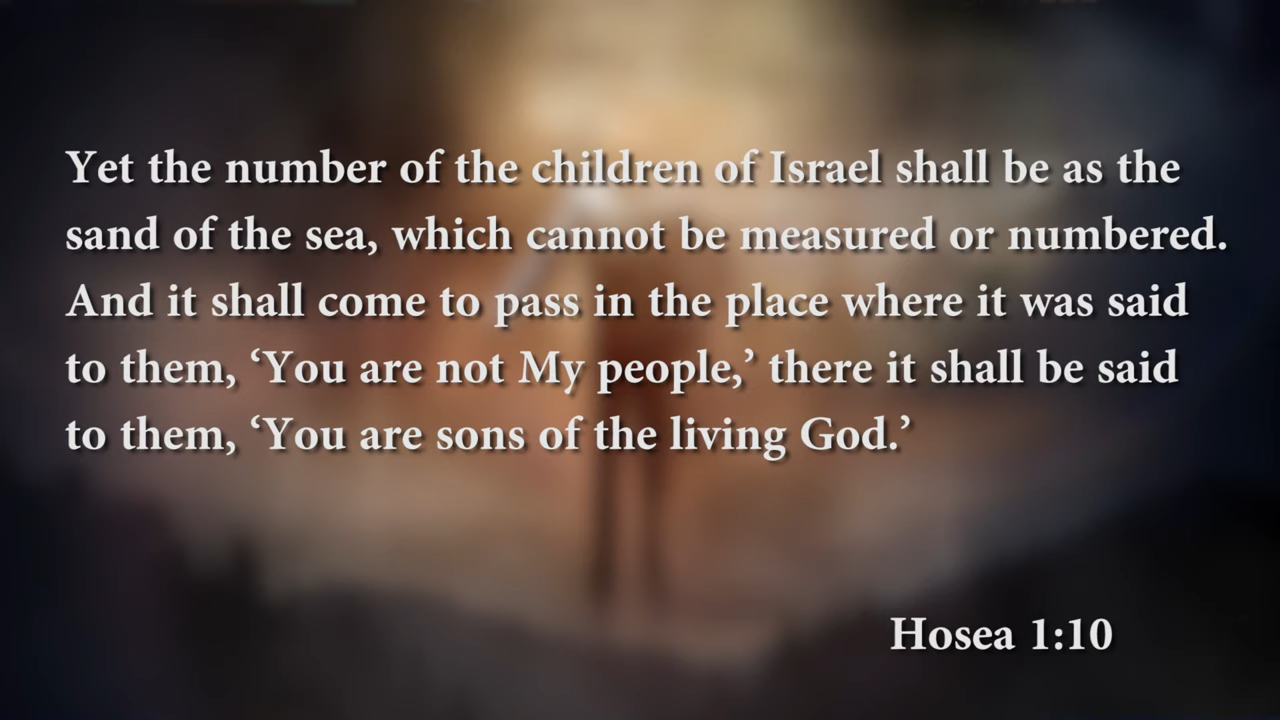 Yet the number of the children of Israel shall be as the
sand of the sea, which cannot be measured or numbered.
And it shall come to pass in the place where it was said
to them, ‘You are not My people,’ there it shall be said
to them, ‘You are sons of the living God.’
Hosea 1:10